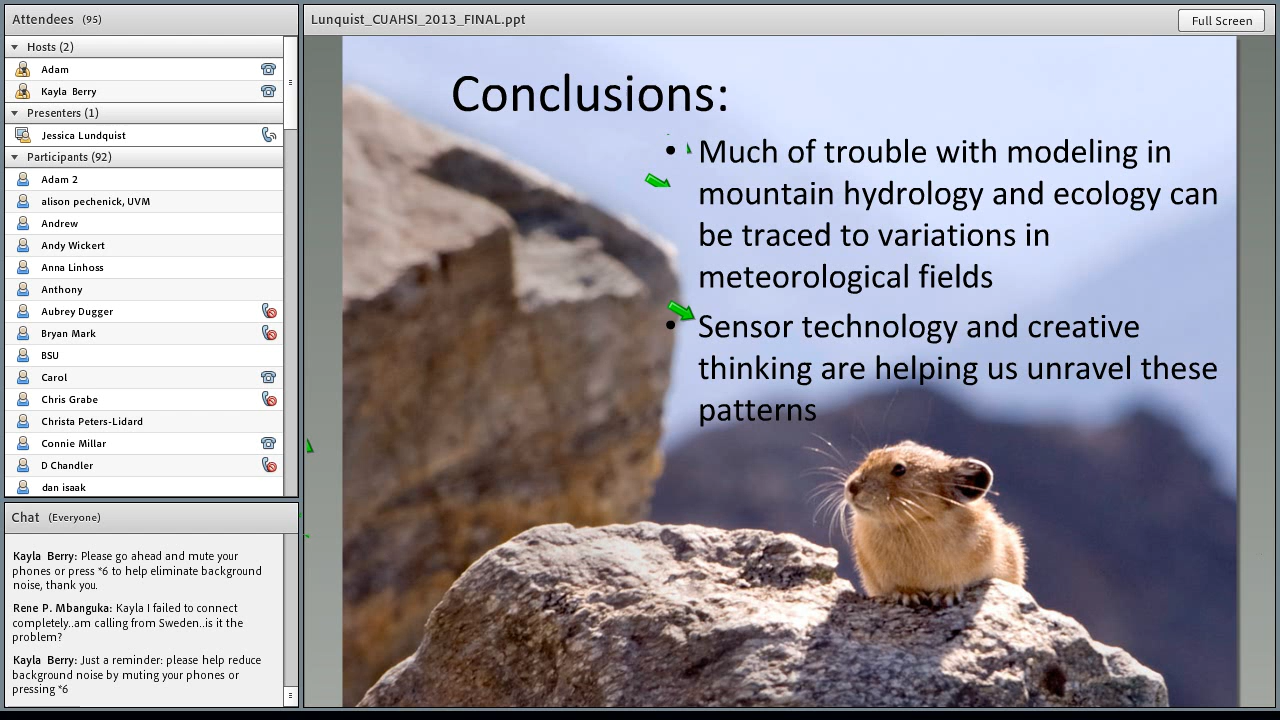 Attendees (95)
Hosts (2)
Adam
Kayla Berry
Presenters (1)
Jessica Lundquist
Participants (92)
Adam 2
alison pechenick, UVM
Andrew
Andy Wickert
Anna Linhoss
Anthony
Aubrey Dugger
Bryan Mark
BSU
Carol
Chris Grabe
Christa Peters-Lidard
Connie Millar
D Chandler
dan isaak
Chat (Everyone)
Kayla Berry: Please go ahead and mute your
phones or press *6 to help eliminate background
noise, thank you.
Rene P. Mbanguka: Kayla I failed to connect
completely..am calling from Sweden..is it the
problem?
Kayla Berry: Just a reminder: please help reduce
background noise by muting your phones or
pressing *6
Lunquist_CUAHSI_2013_FINAL.ppt
Full Screen
Conclusions:
• Much of trouble with modeling in
mountain hydrology and ecology can
be traced to variations in
meteorological fields
• Sensor technology and creative
thinking are helping us unravel these
patterns